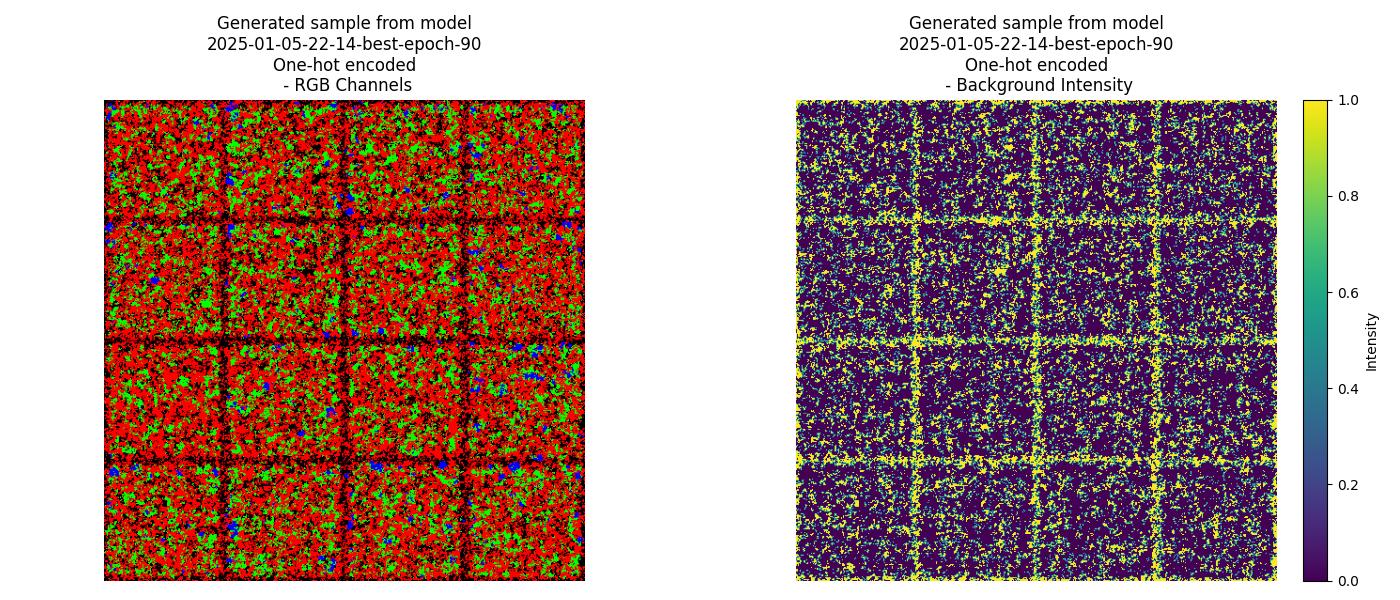 Generated sample from model
2025-01-05-22-14-best-epoch-90
One-hot encoded
- RGB Channels
Generated sample from model
2025-01-05-22-14-best-epoch-90
One-hot encoded
- Background Intensity
1.0
0.8
0.6
0.4
0.2
0.0
Intensity